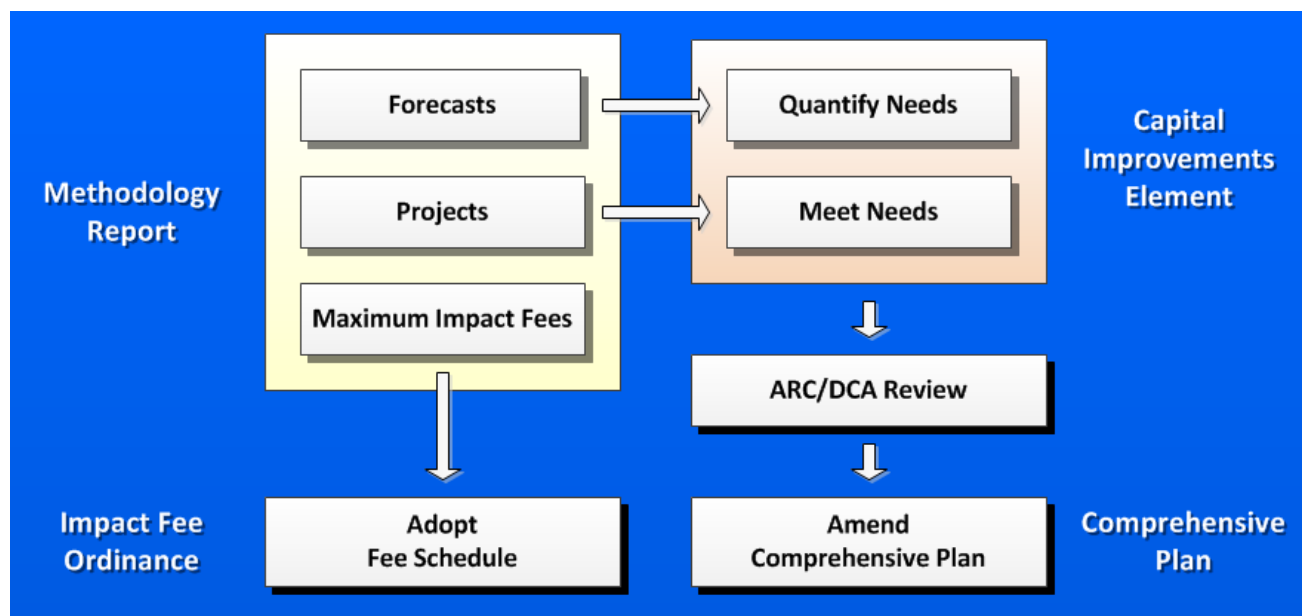 Methodology
Report
Forecasts
Projects
Maximum Impact Fees
Quantify Needs
Meet Needs
Capital
Improvements
Element
ARC/DCA Review
Impact Fee
Ordinance
Adopt
Fee Schedule
Amend
Comprehensive Plan
Comprehensive
Plan